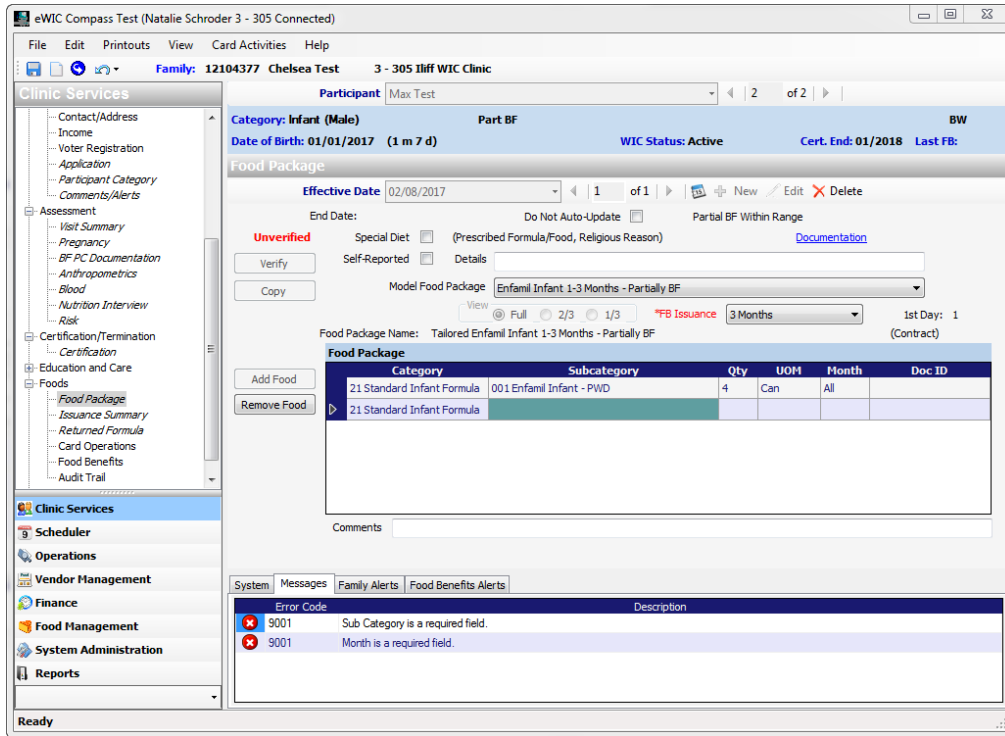 eWIC Compass Test (Natalie Schroder 3 - 305 Connected)
File Edit Printouts View Card Activities Help
Family: 12104377 Chelsea Test 3 - 305 Iliff WIC Clinic
Clinic Services
Contact/Address
Income
Voter Registration
Application
Participant Category
Comments/Alerts
Assessment
Visit Summary
Pregnancy
BF PC Documentation
Anthropometrics
Blood
Nutrition Interview
Risk
Certification/Termination
Certification
Education and Care
Foods
Food Package
Issuance Summary
Returned Formula
Card Operations
Food Benefits
Audit Trail
Clinic Services
9 Scheduler
Operations
Vendor Management
Finance
Food Management
System Administration
Reports
Ready
Participant Max Test 2 of 2
Category: Infant (Male) Part BF BW
Date of Birth: 01/01/2017 (1 m 7 d) WIC Status: Active Cert. End: 01/2018 Last FB:
Food Package
Effective Date 02/08/2017 1 of 1 New Edit Delete
End Date: Do Not Auto-Update Partial BF Within Range
Unverified Special Diet (Prescribed Formula/Food, Religious Reason) Documentation
Verify Self-Reported Details
Copy Model Food Package Enfamil Infant 1-3 Months - Partially BF
View Full 2/3 1/3 *FB Issuance 3 Months 1st Day: 1
Food Package Name: Tailored Enfamil Infant 1-3 Months - Partially BF (Contract)
Food Package
Category Subcategory Qty UOM Month Doc ID
Add Food 21 Standard Infant Formula 001 Enfamil Infant - PWD 4 Can All
Remove Food 21 Standard Infant Formula
Comments
System Messages Family Alerts Food Benefits Alerts
Error Code Description
9001 Sub Category is a required field.
9001 Month is a required field.